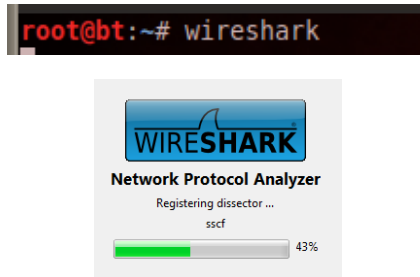 root@bt:~# wireshark
WIRESHARK
Network Protocol Analyzer
Registering dissector ...
sscf
43%